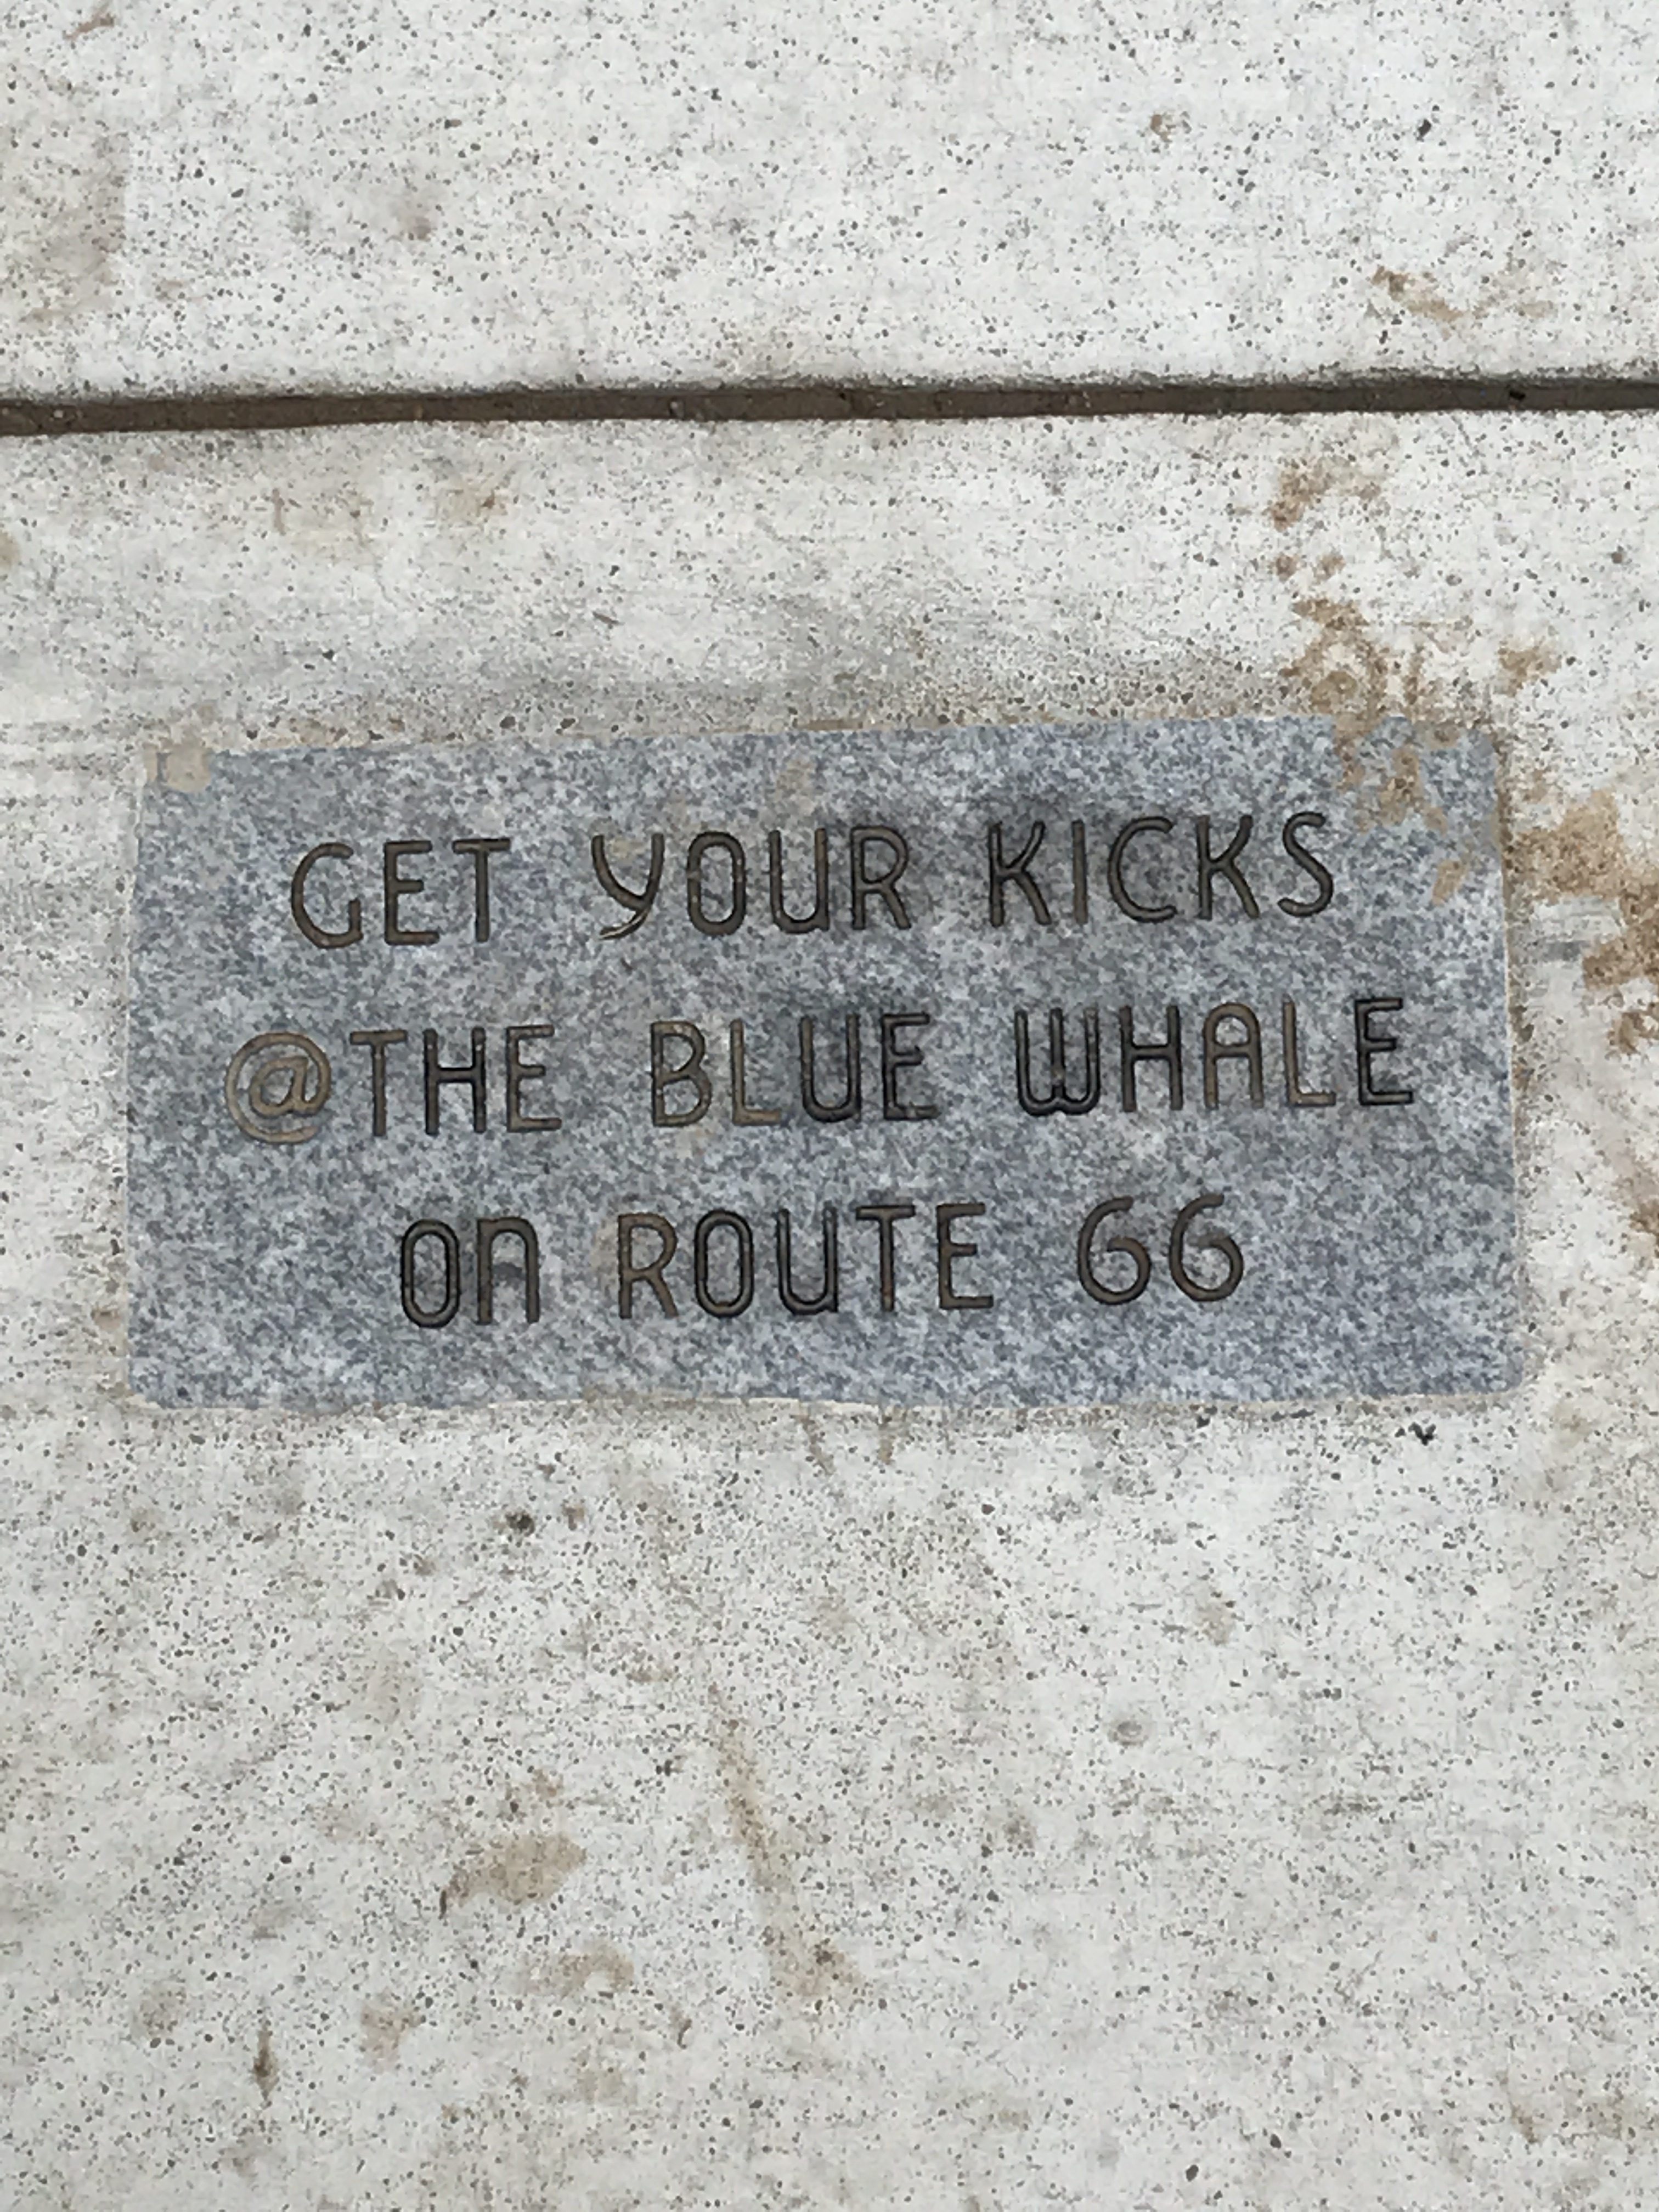 GET YOUR KICKS
@THE BLUE WHALE
On ROUTE 66